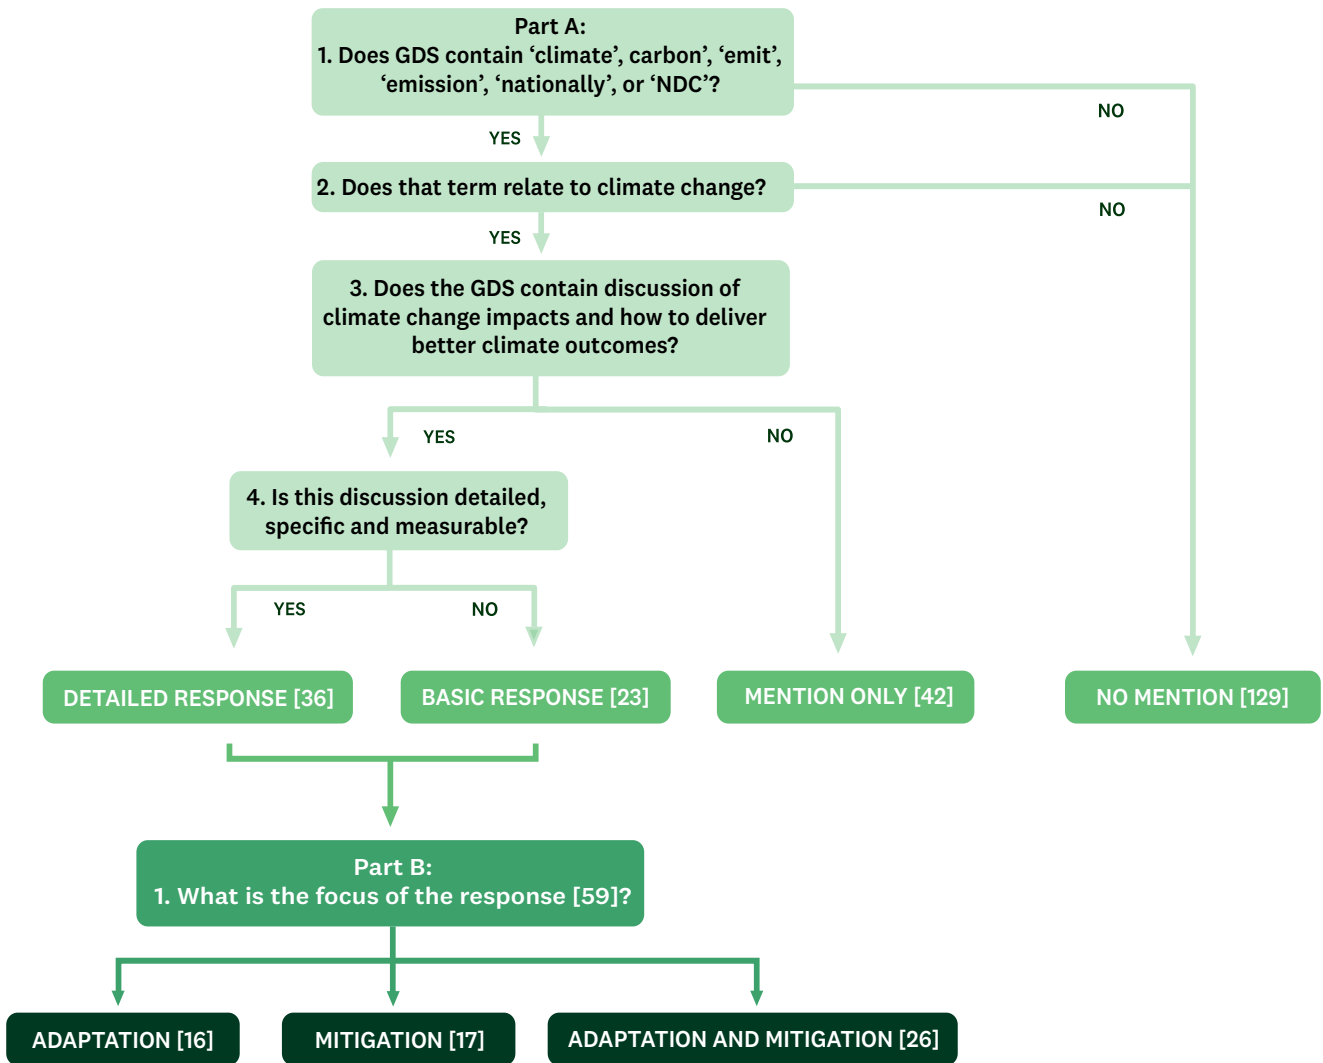 Part A:
1. Does GDS contain ‘climate’, carbon’, ‘emit’,
‘emission’, ‘nationally’, or ‘NDC’?
NO
YES
2. Does that term relate to climate change?
NO
YES
3. Does the GDS contain discussion of
climate change impacts and how to deliver
better climate outcomes?
YES
NO
4. Is this discussion detailed,
specific and measurable?
YES
NO
DETAILED RESPONSE [36]
BASIC RESPONSE [23]
MENTION ONLY [42]
NO MENTION [129]
Part B:
1. What is the focus of the response [59]?
ADAPTATION [16]
MITIGATION [17]
ADAPTATION AND MITIGATION [26]